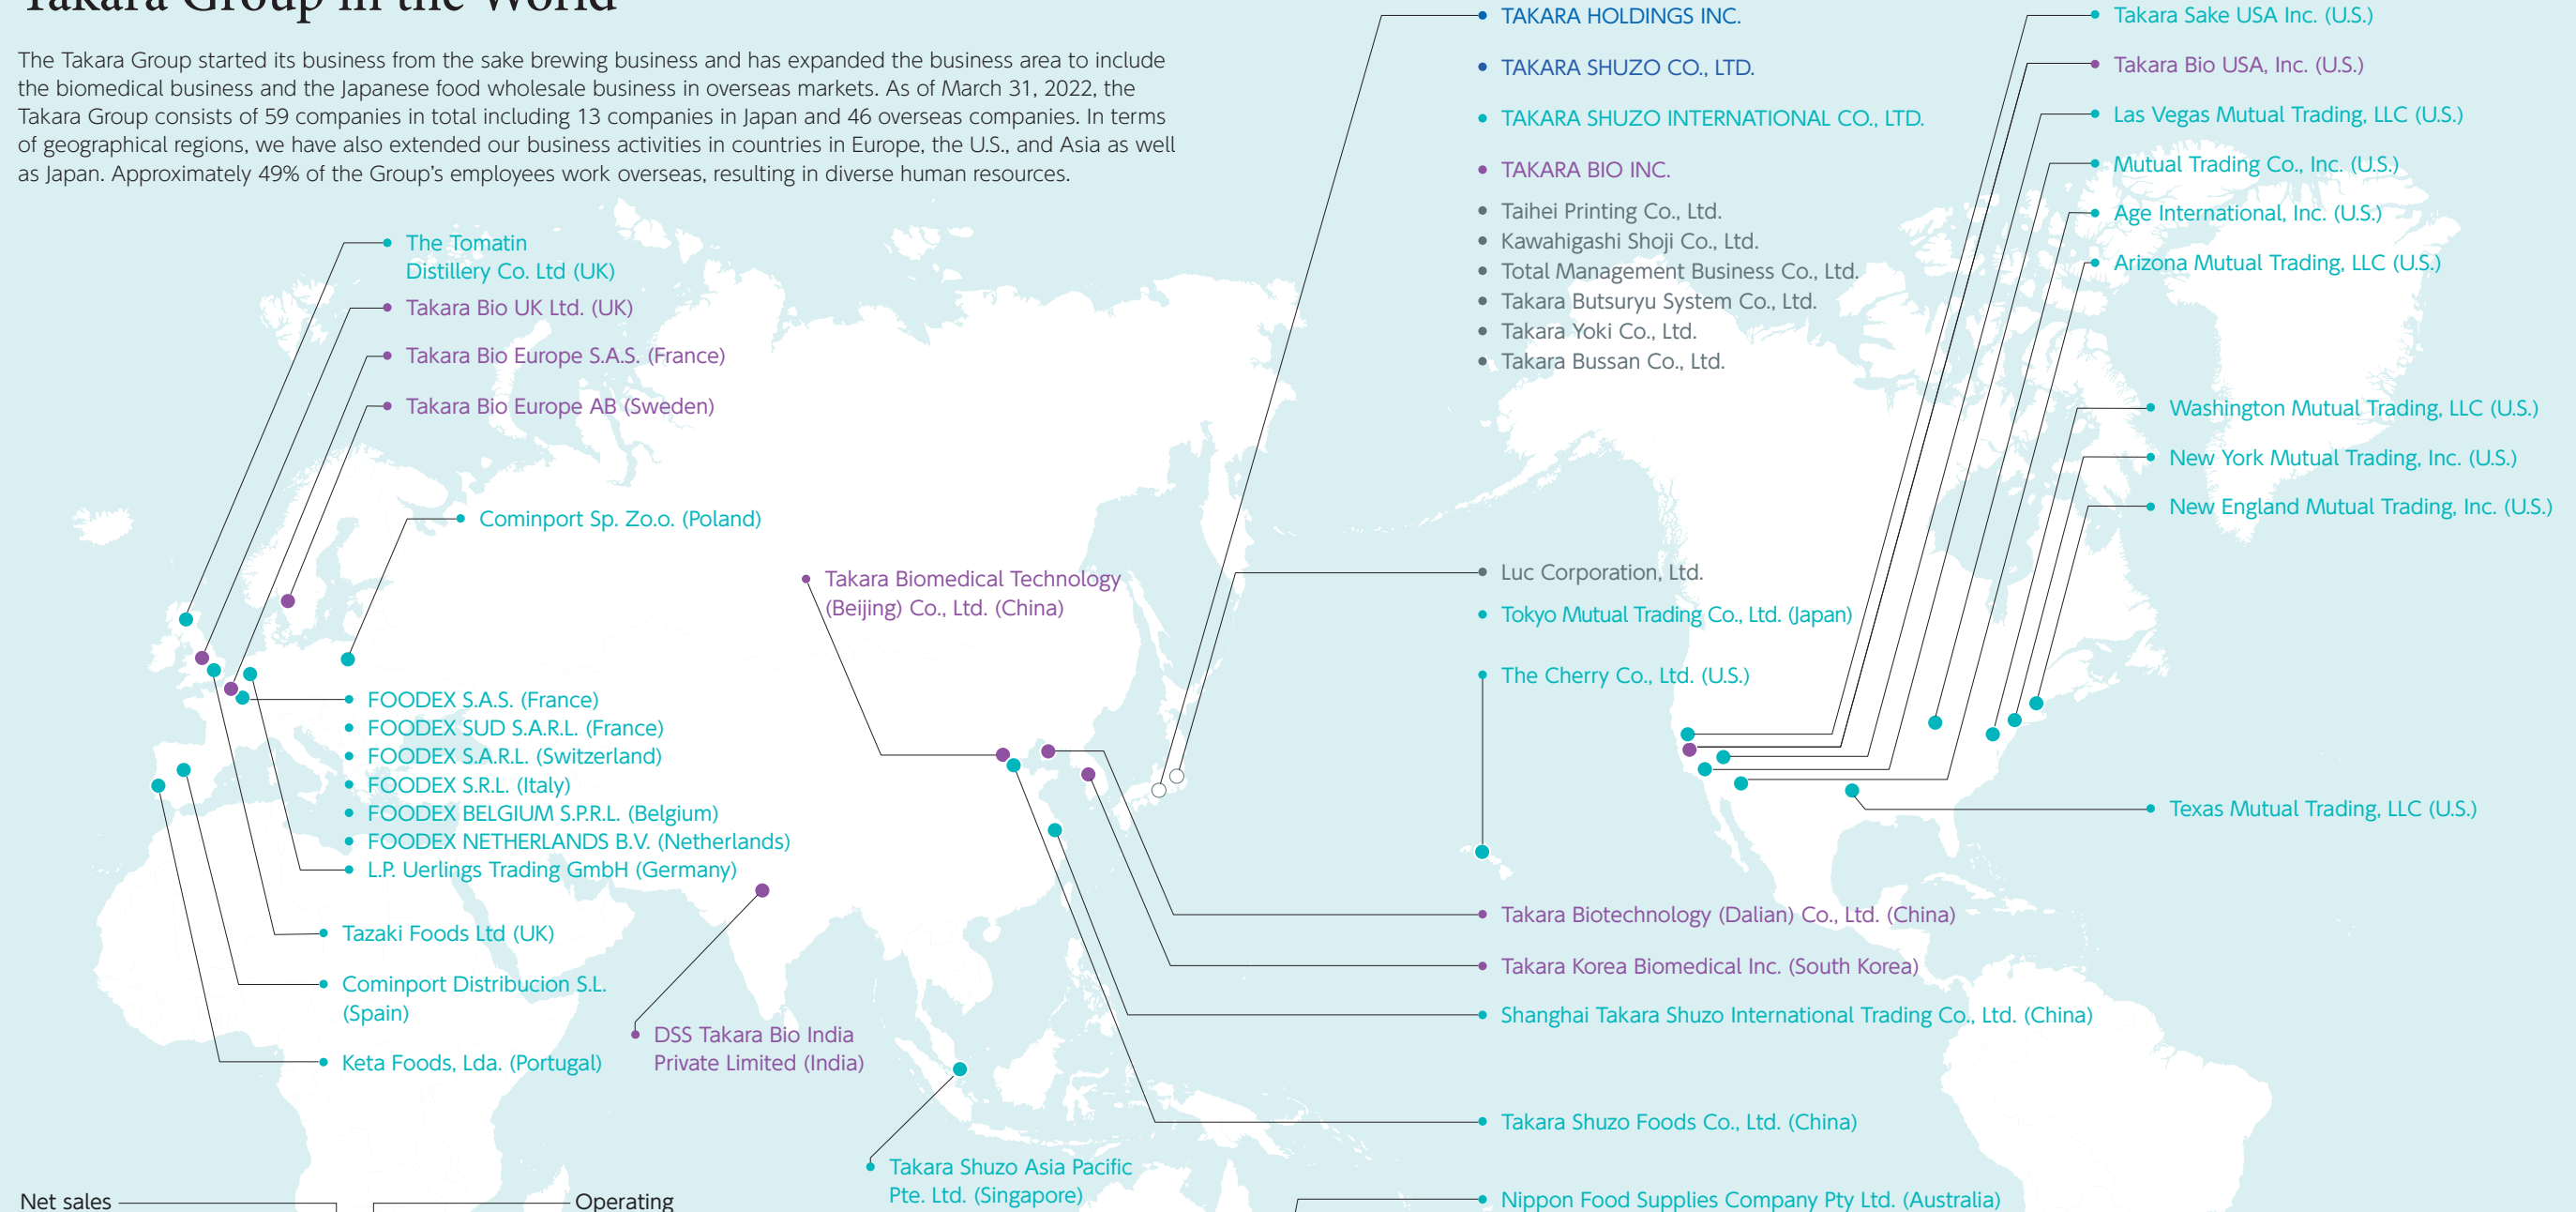 Takara Group in the World
The Takara Group started its business from the sake brewing business and has expanded the business area to include
the biomedical business and the Japanese food wholesale business in overseas markets. As of March 31, 2022, the
Takara Group consists of 59 companies in total including 13 companies in Japan and 46 overseas companies. In terms
of geographical regions, we have also extended our business activities in countries in Europe, the U.S., and Asia as well
as Japan. Approximately 49% of the Group's employees work overseas, resulting in diverse human resources.
The Tomatin
Distillery Co. Ltd (UK)
Takara Bio UK Ltd. (UK)
Takara Bio Europe S.A.S. (France)
Takara Bio Europe AB (Sweden)
Cominport Sp. Zo.o. (Poland)
Takara Biomedical Technology
(Beijing) Co., Ltd. (China)
FOODEX S.A.S. (France)
FOODEX SUD S.A.R.L. (France)
FOODEX S.A.R.L. (Switzerland)
FOODEX S.R.L. (Italy)
FOODEX BELGIUM S.P.R.L. (Belgium)
FOODEX NETHERLANDS B.V. (Netherlands)
L.P. Uerlings Trading GmbH (Germany)
Tazaki Foods Ltd (UK)
Cominport Distribucion S.L.
(Spain)
Keta Foods, Lda. (Portugal)
DSS Takara Bio India
Private Limited (India)
Takara Shuzo Asia Pacific
Pte. Ltd. (Singapore)
Net sales
Operating
TAKARA HOLDINGS INC.
TAKARA SHUZO CO., LTD.
TAKARA SHUZO INTERNATIONAL CO., LTD.
TAKARA BIO INC.
Taihei Printing Co., Ltd.
Kawahigashi Shoji Co., Ltd.
Total Management Business Co., Ltd.
Takara Butsuryu System Co., Ltd.
Takara Yoki Co., Ltd.
Takara Bussan Co., Ltd.
Luc Corporation, Ltd.
Tokyo Mutual Trading Co., Ltd. (Japan)
The Cherry Co., Ltd. (U.S.)
Takara Biotechnology (Dalian) Co., Ltd. (China)
Takara Korea Biomedical Inc. (South Korea)
Shanghai Takara Shuzo International Trading Co., Ltd. (China)
Takara Shuzo Foods Co., Ltd. (China)
Nippon Food Supplies Company Pty Ltd. (Australia)
Takara Sake USA Inc. (U.S.)
Takara Bio USA, Inc. (U.S.)
Las Vegas Mutual Trading, LLC (U.S.)
Mutual Trading Co., Inc. (U.S.)
Age International, Inc. (U.S.)
Arizona Mutual Trading, LLC (U.S.)
Washington Mutual Trading, LLC (U.S.)
New York Mutual Trading, Inc. (U.S.)
New England Mutual Trading, Inc. (U.S.)
Texas Mutual Trading, LLC (U.S.)